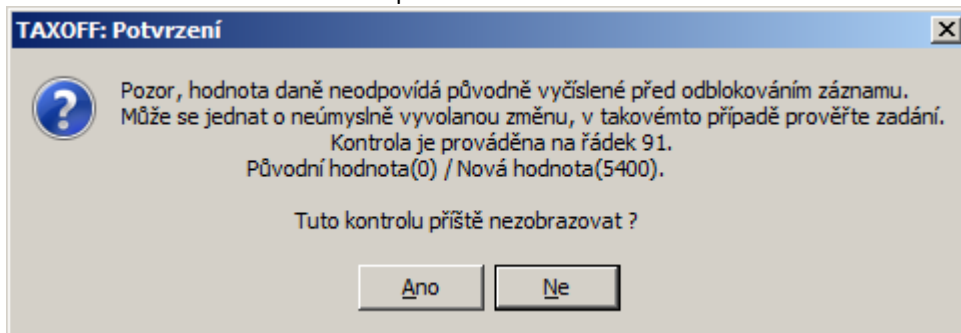 TAXOFF: Potvrzení
Pozor, hodnota daně neodpovídá původně vyčíslené před odblokováním záznamu.
Může se jednat o neúmyslně vyvolanou změnu, v takovémto případě prověřte zadání.
Kontrola je prováděna na řádek 91.
Původní hodnota(0) / Nová hodnota(5400).
Tuto kontrolu příště nezobrazovat ?
Ano Ne